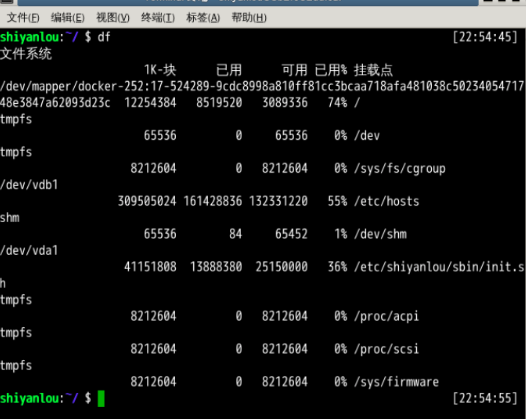 文件(F) 编辑(E) 视图(V) 终端(T) 标签(A) 帮助(H)
shiyanlou:~/ $ df [22:54:45]
文件系统
1K-块 已用 可用 已用% 挂载点
/dev/mapper/docker-252:17-524289-9cdc8998a810ff81cc3bcaa718afa481038c50234054717
48e3847a62093d23c 12254384 8519520 3089336 74% /
tmpfs
65536 0 65536 0% /dev
tmpfs
8212604 0 8212604 0% /sys/fs/cgroup
/dev/vdb1
309505024 161428836 132331220 55% /etc/hosts
shm
65536 84 65452 1% /dev/shm
/dev/vda1
41151808 13888380 25150000 36% /etc/shiyanlou/sbin/init.s
h
tmpfs
8212604 0 8212604 0% /proc/acpi
tmpfs
8212604 0 8212604 0% /proc/scsi
tmpfs
8212604 0 8212604 0% /sys/firmware
shiyanlou:~/ $ [22:54:55]